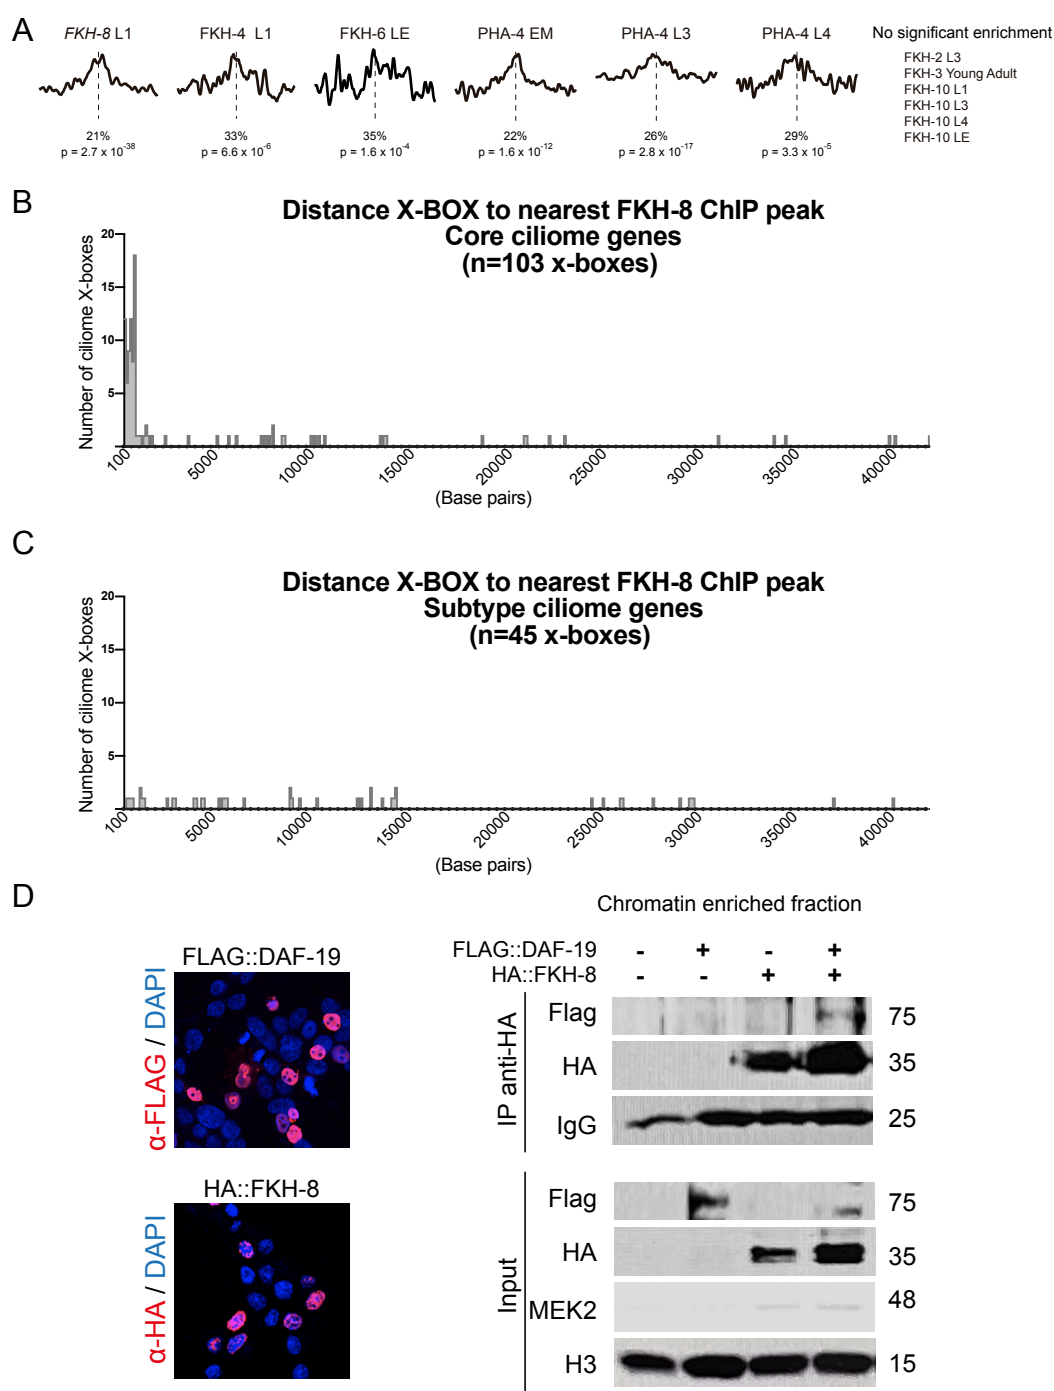 A
FKH-8 L1
FKH-4 L1
FKH-6 LE
PHA-4 EM
PHA-4 L3
PHA-4 L4
No significant enrichment
21%
p = 2.7 x 10-38
33%
p = 6.6 x 10-6
35%
p = 1.6 x 10-4
22%
p = 1.6 x 10-12
26%
p = 2.8 x 10-17
29%
p = 3.3 x 10-5
FKH-2 L3
FKH-3 Young Adult
FKH-10 L1
FKH-10 L3
FKH-10 L4
FKH-10 LE
B
Distance X-BOX to nearest FKH-8 ChIP peak
Core ciliome genes
(n=103 x-boxes)
Number of ciliome X-boxes
20
15
10
5
100 5000 10000 15000 20000 25000 30000 35000 40000
(Base pairs)
C
Distance X-BOX to nearest FKH-8 ChIP peak
Subtype ciliome genes
(n=45 x-boxes)
Number of ciliome X-boxes
20
15
10
5
100 5000 10000 15000 20000 25000 30000 35000 40000
(Base pairs)
D
FLAG::DAF-19
α-FLAG / DAPI
HA::FKH-8
α-HA / DAPI
Chromatin enriched fraction
FLAG::DAF-19 - + - +
HA::FKH-8 - - + +
IP anti-HA
Flag 75
HA 35
IgG 25
Input
Flag 75
HA 35
MEK2 48
H3 15